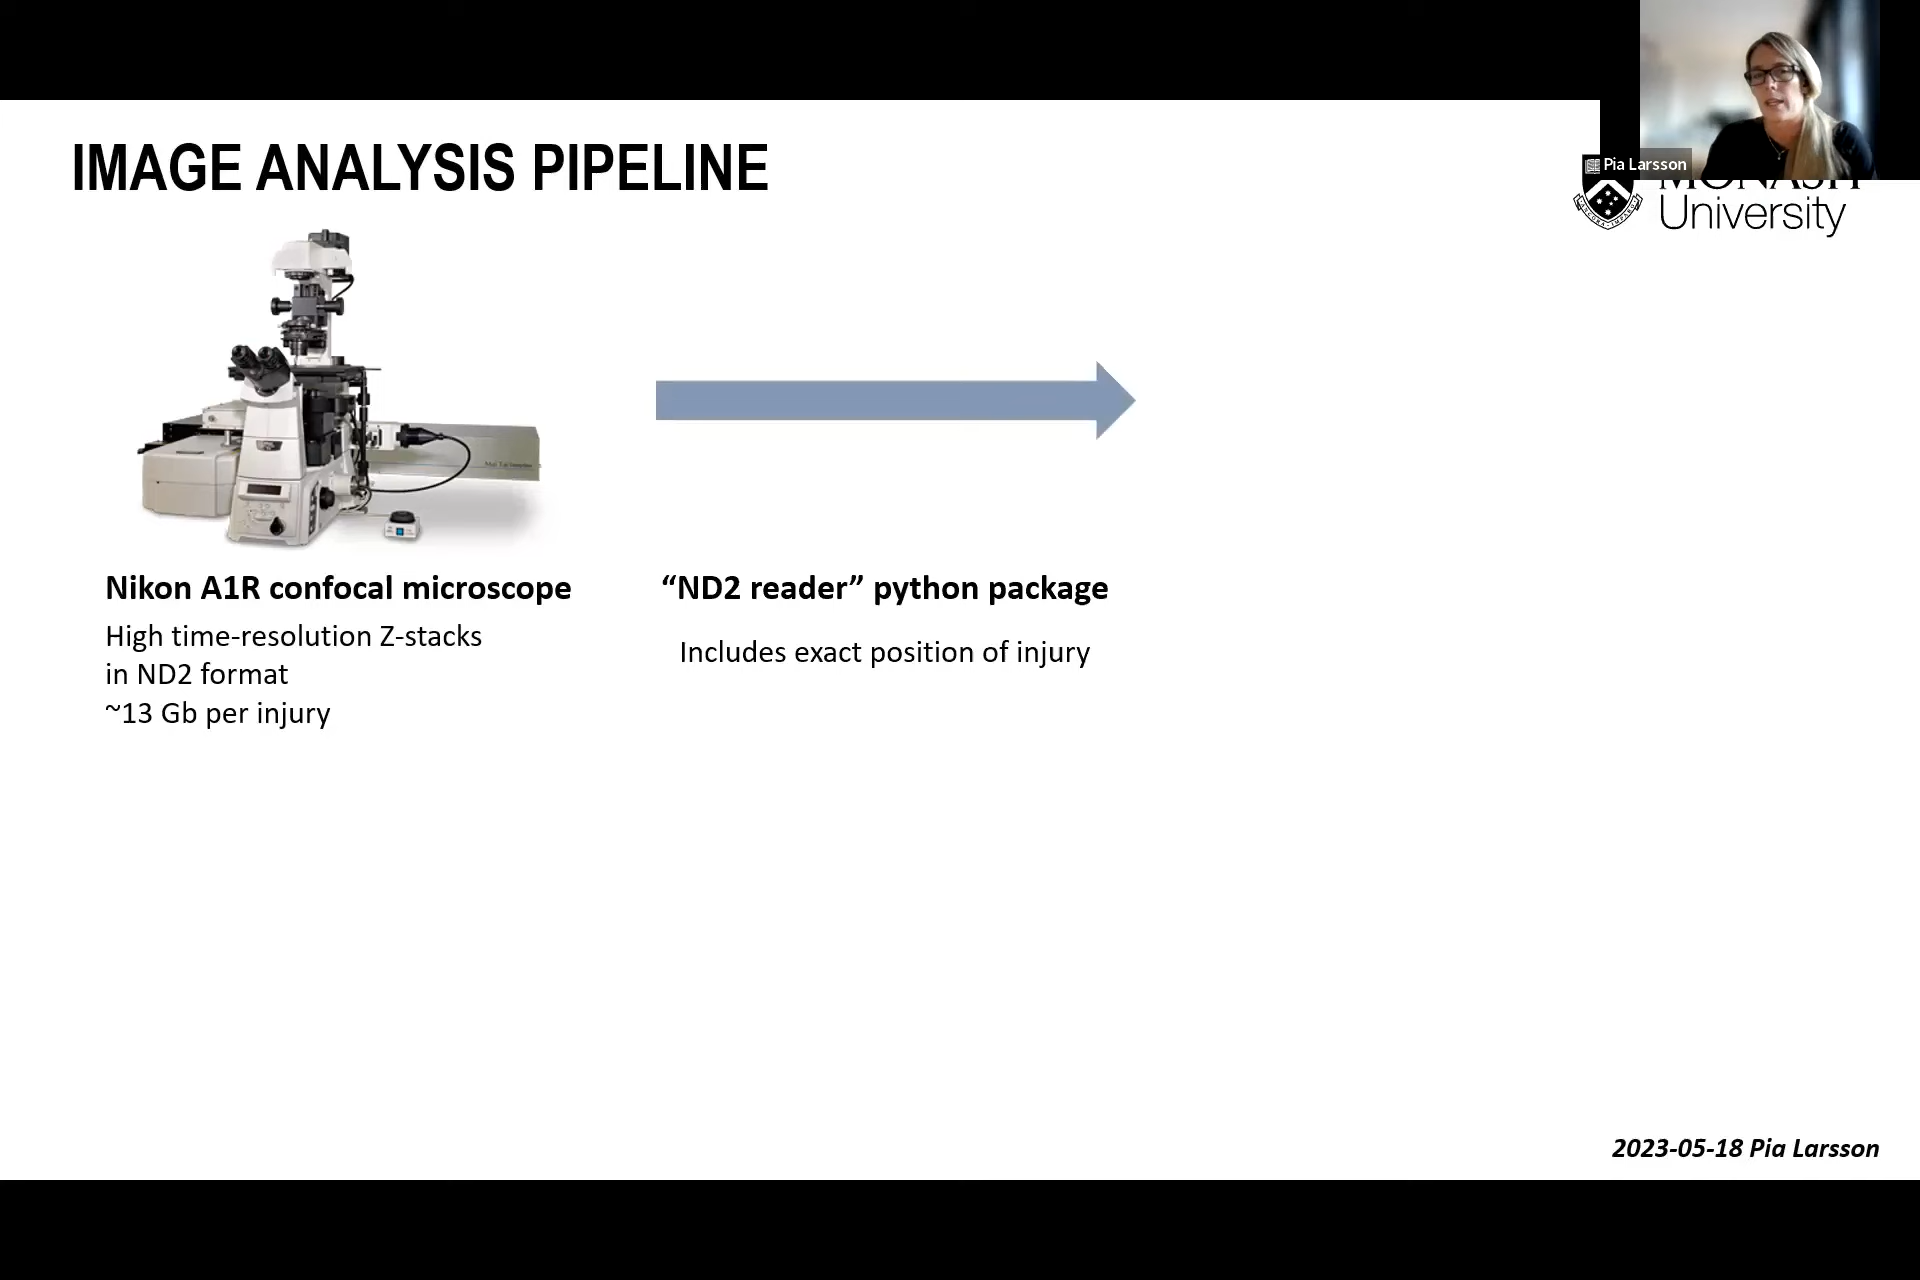 Pia Larsson
IMAGE ANALYSIS PIPELINE
University
Nikon A1R confocal microscope
High time-resolution Z-stacks
in ND2 format
~13 Gb per injury
“ND2 reader” python package
Includes exact position of injury
2023-05-18 Pia Larsson